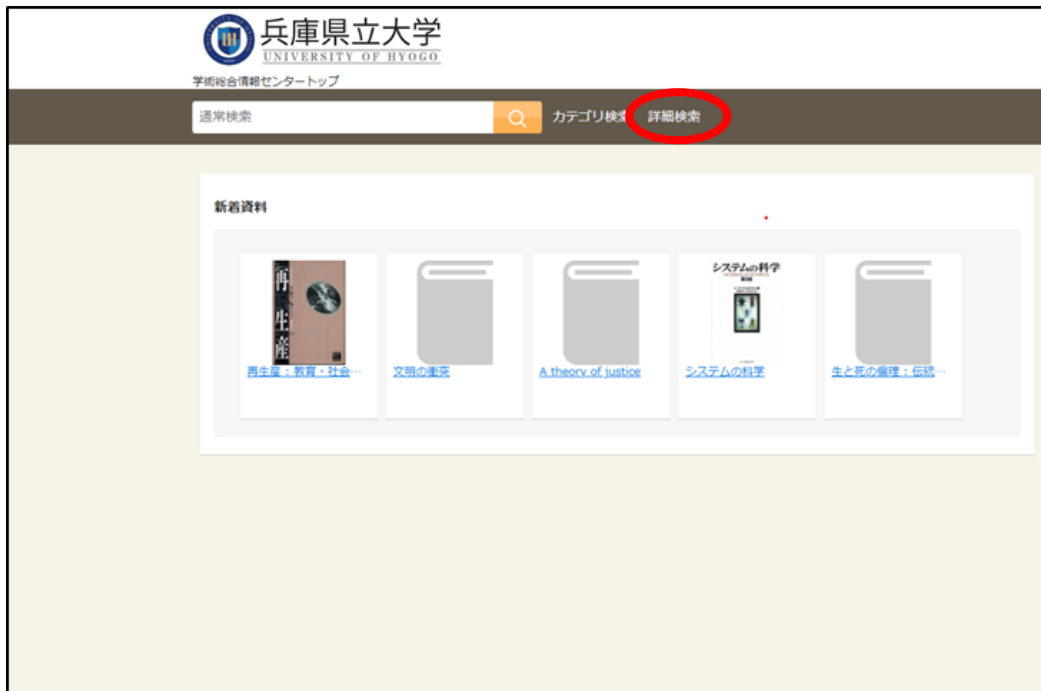 兵庫県立大学
UNIVERSITY OF HYOGO
学術総合情報センタートップ
通常検索
カテゴリ検索
詳細検索
新着資料
再生産
システムの科学
再生産：教育・社会…
文明の衝突
A theory of justice
システムの科学
生と死の倫理：伝統…